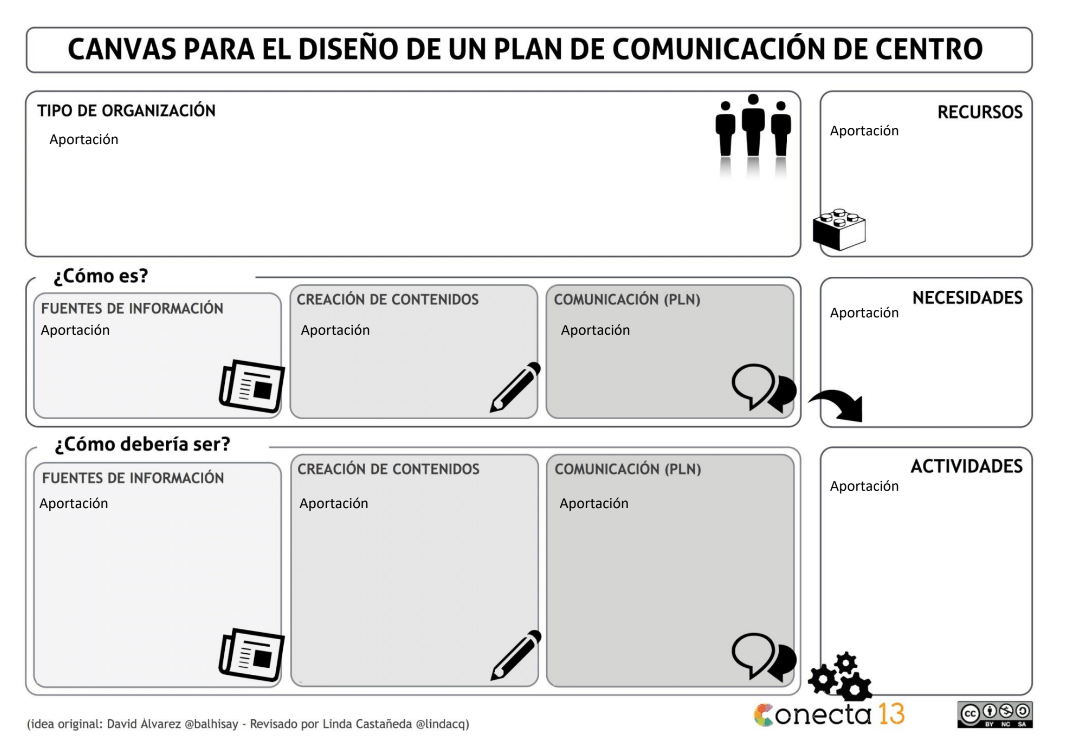 CANVAS PARA EL DISEÑO DE UN PLAN DE COMUNICACIÓN DE CENTRO
TIPO DE ORGANIZACIÓN
Aportación
RECURSOS
Aportación
¿Cómo es?
FUENTES DE INFORMACIÓN
Aportación
CREACIÓN DE CONTENIDOS
Aportación
COMUNICACIÓN (PLN)
Aportación
NECESIDADES
Aportación
¿Cómo debería ser?
FUENTES DE INFORMACIÓN
Aportación
CREACIÓN DE CONTENIDOS
Aportación
COMUNICACIÓN (PLN)
Aportación
ACTIVIDADES
Aportación
(idea original: David Álvarez @balhisay - Revisado por Linda Castañeda @lindacq)
Conecta 13
cc BY NC SA